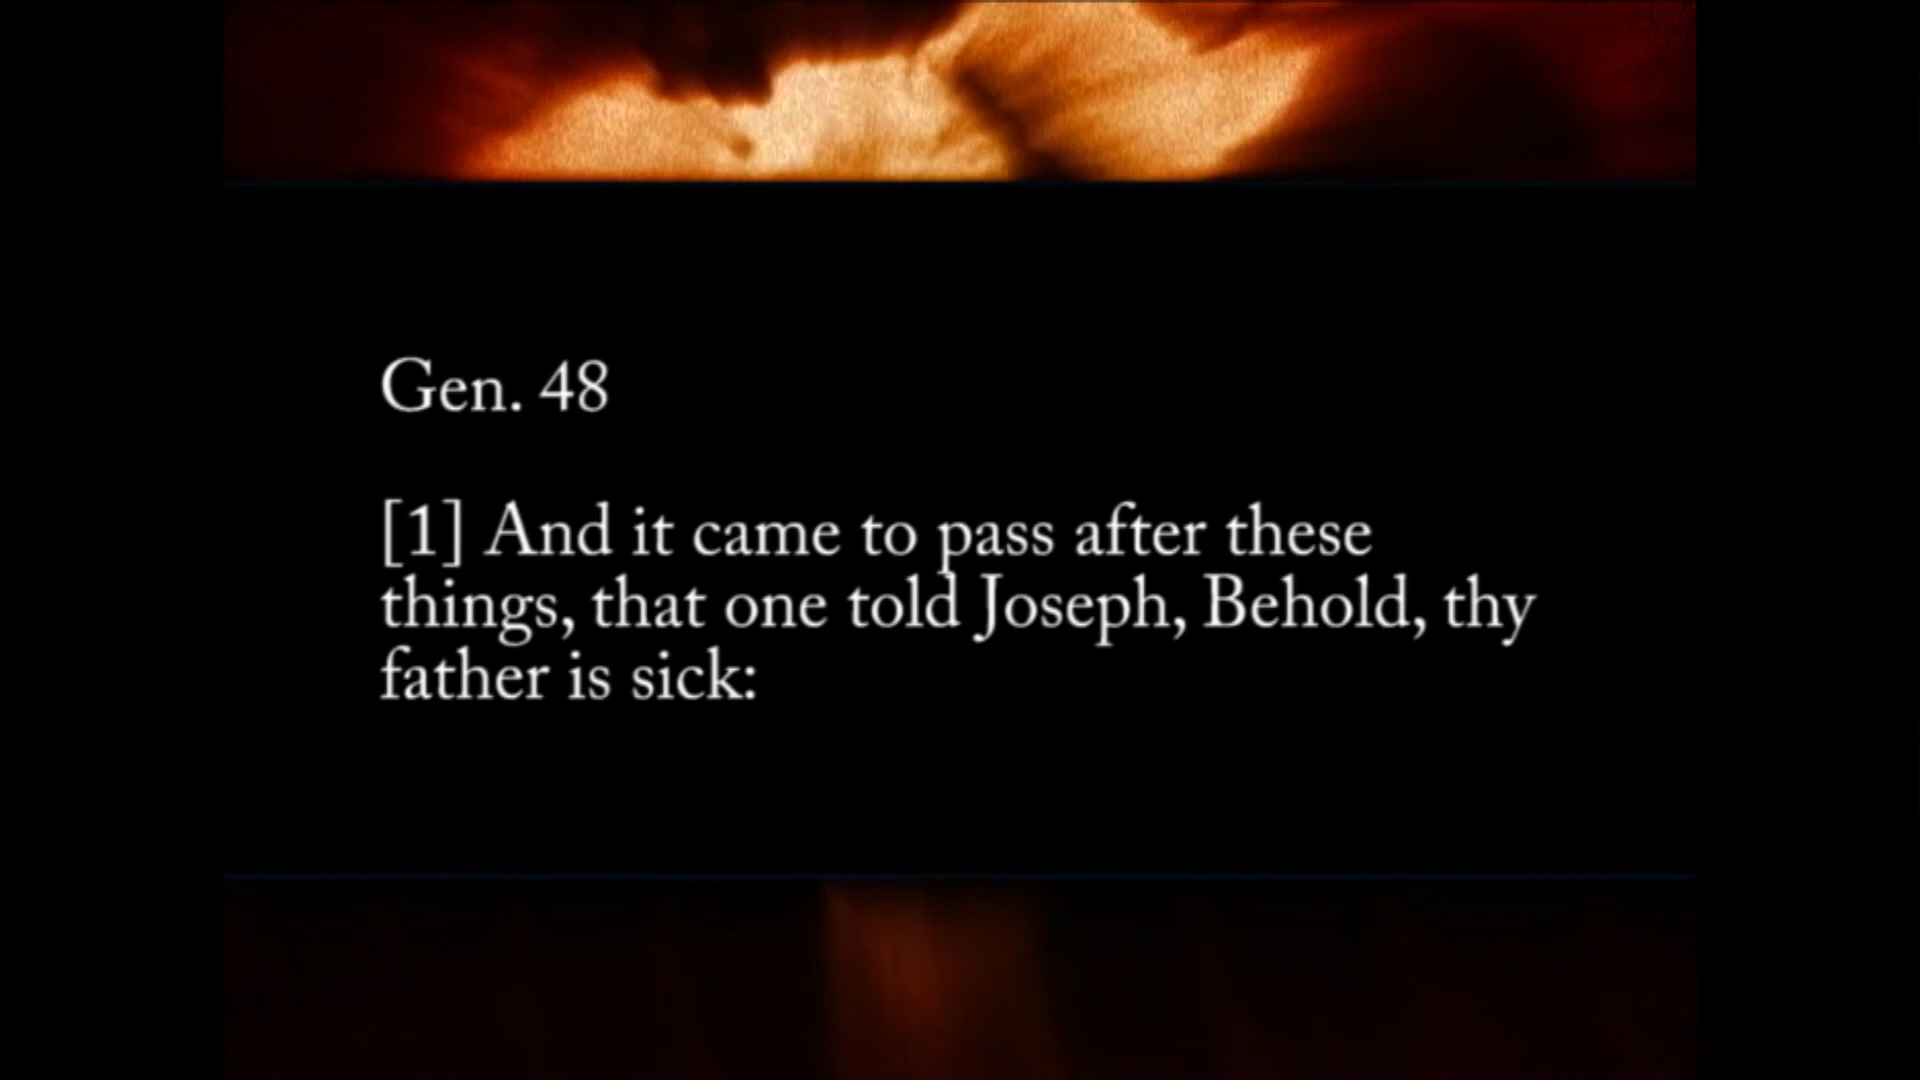 Gen. 48
[1] And it came to pass after these
things, that one told Joseph, Behold, thy
father is sick: